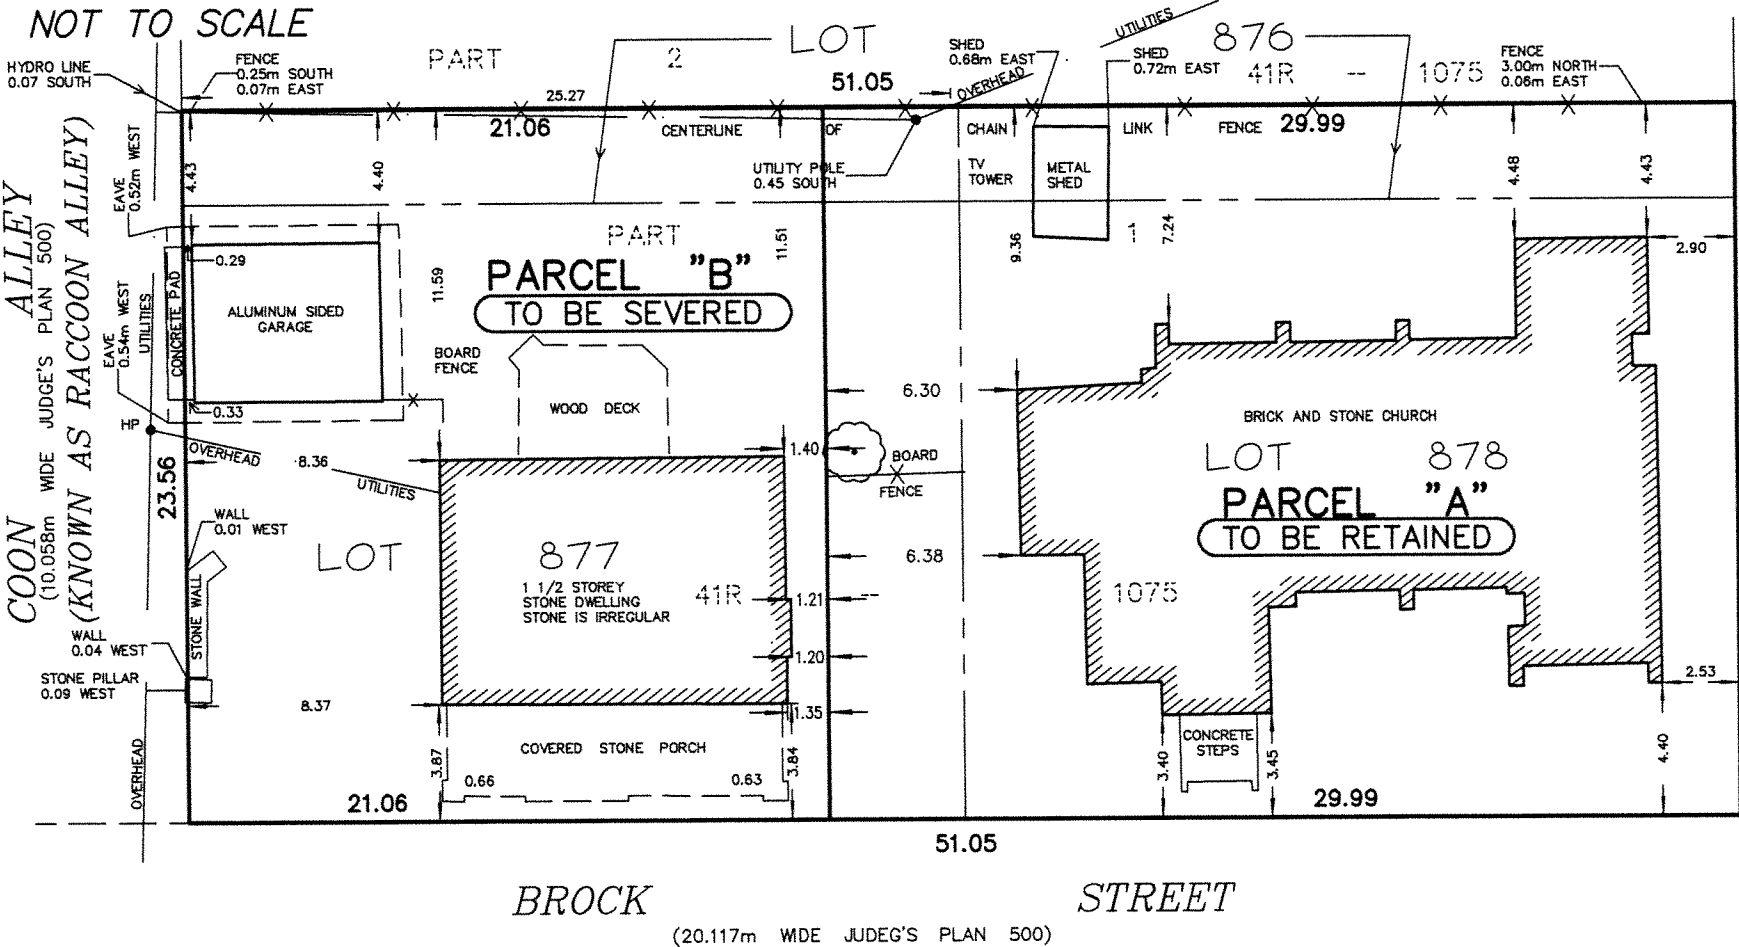 NOT TO SCALE
HYDRO LINE
0.07 SOUTH
FENCE
0.25m SOUTH
0.07m EAST
PART
2
LOT
876
41R -- 1075
UTILITIES
SHED
0.68m EAST
SHED
0.72m EAST
FENCE
3.00m NORTH
0.06m EAST
51.05
OVERHEAD
25.27
21.06
CENTERLINE OF CHAIN LINK FENCE
29.99
UTILITY POLE
0.45 SOUTH
TV
TOWER
METAL
SHED
4.43
4.40
4.48
4.43
EAVE
0.52m WEST
COON ALLEY
(10.058m WIDE JUDGE'S PLAN 500)
(KNOWN AS RACCOON ALLEY)
PART
1
11.59
11.51
9.36
7.24
2.90
0.29
PARCEL "B"
TO BE SEVERED
ALUMINUM SIDED
GARAGE
CONCRETE PAD
UTILITIES
EAVE
0.54m WEST
BOARD
FENCE
WOOD DECK
6.30
BRICK AND STONE CHURCH
0.33
HP
OVERHEAD
8.36
UTILITIES
1.40
BOARD
FENCE
LOT 878
PARCEL "A"
TO BE RETAINED
23.56
WALL
0.01 WEST
LOT 877
1 1/2 STOREY
STONE DWELLING
STONE IS IRREGULAR
41R -- 1075
6.38
1.21
1.20
STONE WALL
WALL
0.04 WEST
STONE PILLAR
0.09 WEST
8.37
1.35
2.53
COVERED STONE PORCH
CONCRETE
STEPS
3.87
3.84
3.40
3.45
4.40
OVERHEAD
0.66
0.63
21.06
29.99
51.05
BROCK STREET
(20.117m WIDE JUDEG'S PLAN 500)